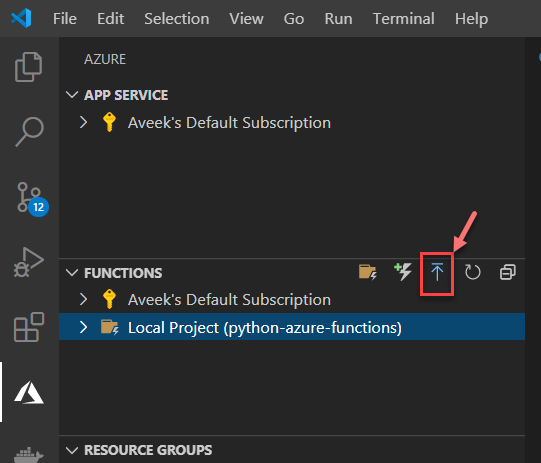 File Edit Selection View Go Run Terminal Help
AZURE
APP SERVICE
Aveek's Default Subscription
12
FUNCTIONS
Aveek's Default Subscription
Local Project (python-azure-functions)
RESOURCE GROUPS